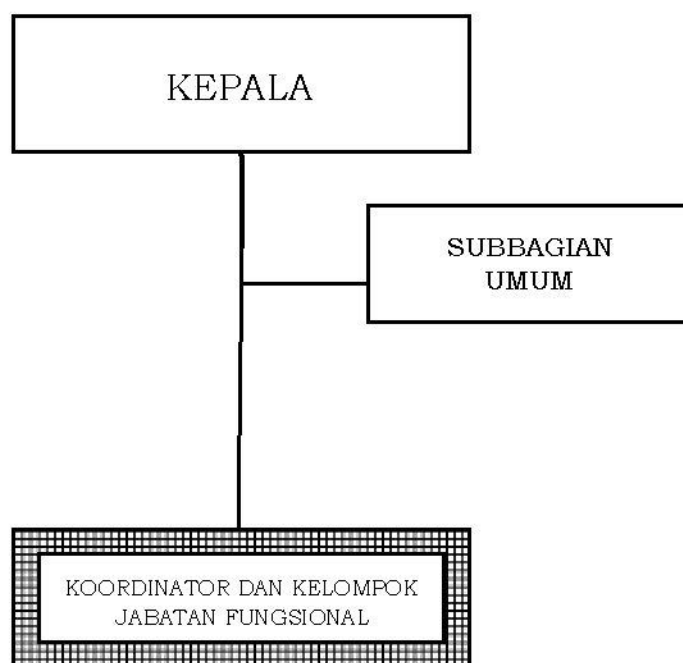 KEPALA
SUBBAGIAN
UMUM
KOORDINATOR DAN KELOMPOK
JABATAN FUNGSIONAL